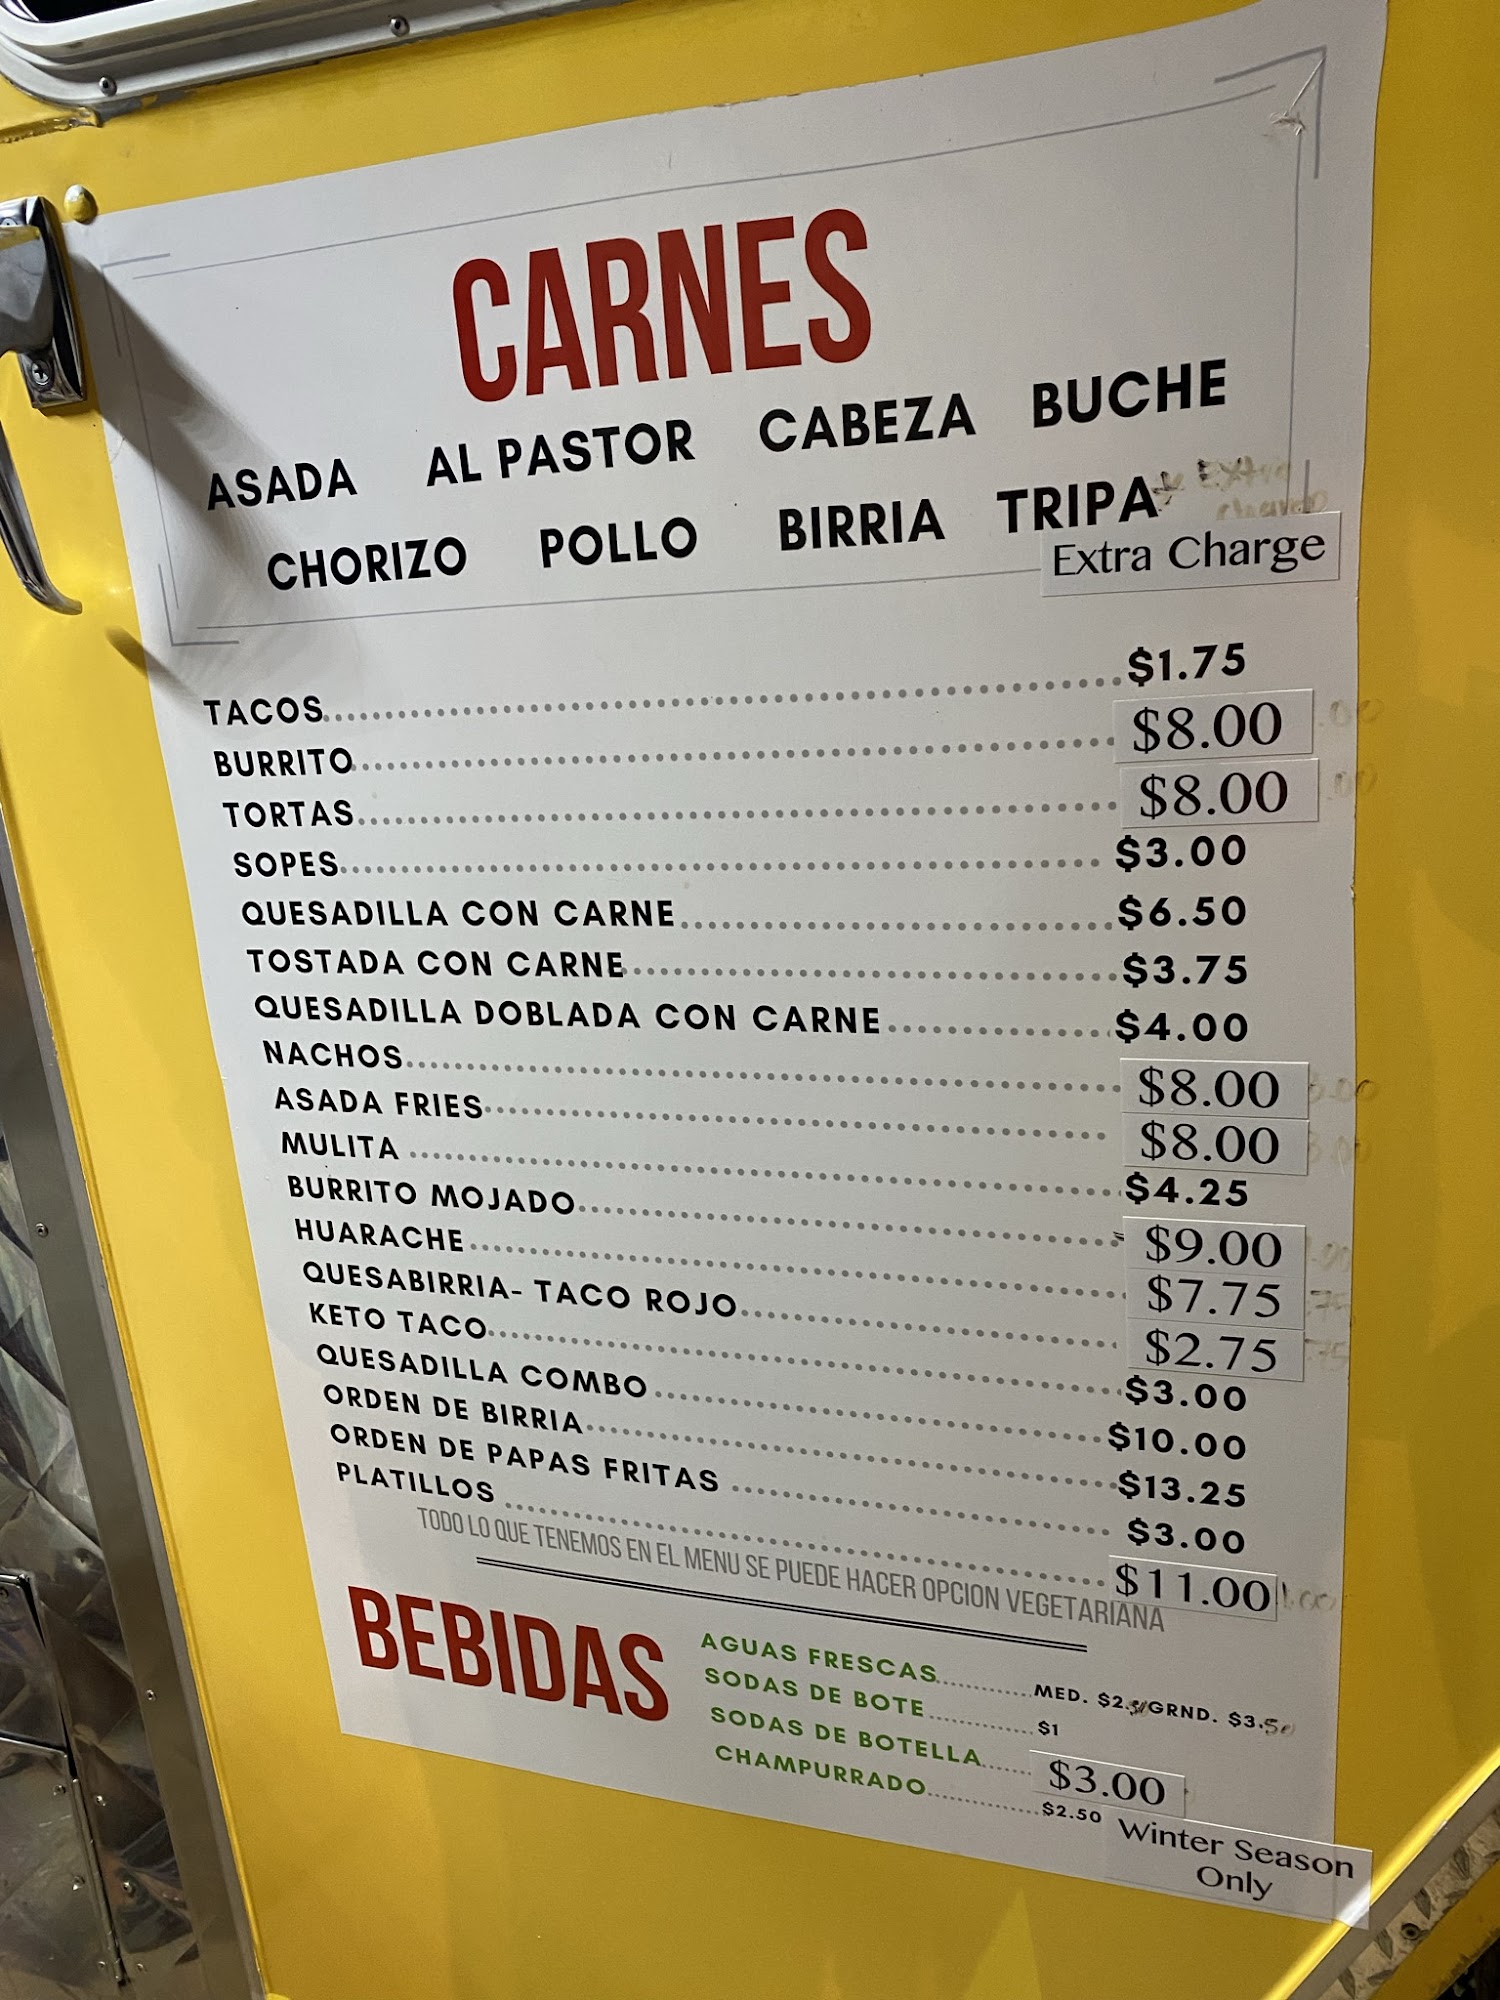 CARNES
ASADA AL PASTOR CABEZA BUCHE
CHORIZO POLLO BIRRIA TRIPA* Extra
Extra Charge
TACOS $1.75
BURRITO $8.00
TORTAS $8.00
SOPES $3.00
QUESADILLA CON CARNE $6.50
TOSTADA CON CARNE $3.75
QUESADILLA DOBLADA CON CARNE $4.00
NACHOS $8.00
ASADA FRIES $8.00
MULITA $4.25
BURRITO MOJADO $9.00
HUARACHE $7.75
QUESABIRRIA- TACO ROJO $2.75
KETO TACO $3.00
QUESADILLA COMBO $10.00
ORDEN DE BIRRIA $13.25
ORDEN DE PAPAS FRITAS $3.00
PLATILLOS $11.00
TODO LO QUE TENEMOS EN EL MENU SE PUEDE HACER OPCION VEGETARIANA
BEBIDAS
AGUAS FRESCAS MED. GRND. $3.50
SODAS DE BOTE $1
SODAS DE BOTELLA $3.00
CHAMPURRADO $2.50 Winter Season
Only